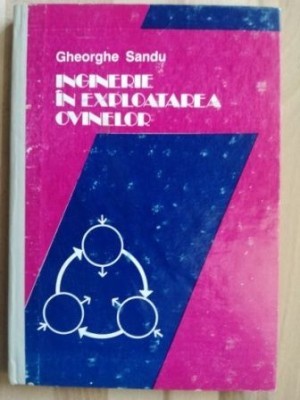 Gheorghe Sandu
INGINERIE
ÎN EXPLOATAREA
OVINELOR